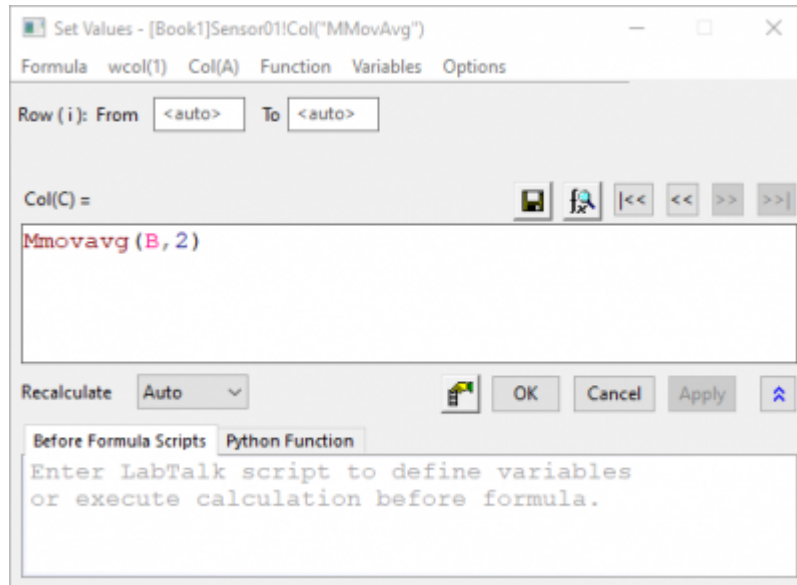 Set Values - [Book1]Sensor01!Col("MMovAvg")
Formula wcol(1) Col(A) Function Variables Options
Row (i): From <auto> To <auto>
Col(C) =
|<< << >> >>|
Mmovavg(B,2)
Recalculate Auto OK Cancel Apply
Before Formula Scripts Python Function
Enter LabTalk script to define variables
or execute calculation before formula.